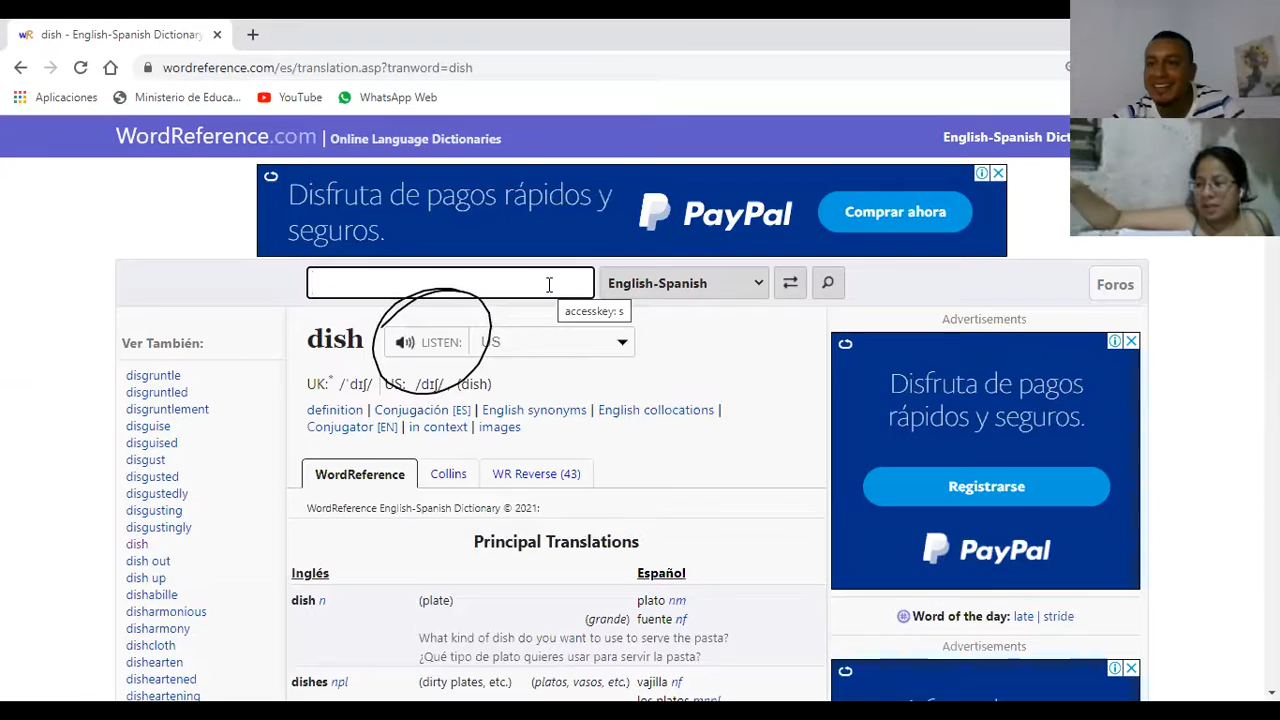 dish - English-Spanish Dictionary
wordreference.com/es/translation.asp?tranword=dish
Aplicaciones Ministerio de Educa... YouTube WhatsApp Web
WordReference.com | Online Language Dictionaries
English-Spanish Dict
Disfruta de pagos rápidos y
seguros.
PayPal
Comprar ahora
English-Spanish
Foros
accesskey: s
Ver También:
disgruntle
disgruntled
disgruntlement
disguise
disguised
disgust
disgusted
disgustedly
disgusting
disgustingly
dish
dish out
dish up
dishabille
disharmonious
disharmony
dishcloth
dishearten
disheartened
disheartening
dish LISTEN: US
UK:* /ˈdɪʃ/ US: /dɪʃ/ , (dish)
definition | Conjugación [ES] | English synonyms | English collocations |
Conjugator [EN] | in context | images
WordReference Collins WR Reverse (43)
WordReference English-Spanish Dictionary © 2021:
Principal Translations
Inglés Español
dish n (plate) plato nm
(grande) fuente nf
What kind of dish do you want to use to serve the pasta?
¿Qué tipo de plato quieres usar para servir la pasta?
dishes npl (dirty plates, etc.) (platos, vasos, etc.) vajilla nf
los platos nmpl
Advertisements
Disfruta de pagos
rápidos y seguros.
Registrarse
PayPal
Word of the day: late | stride
Advertisements